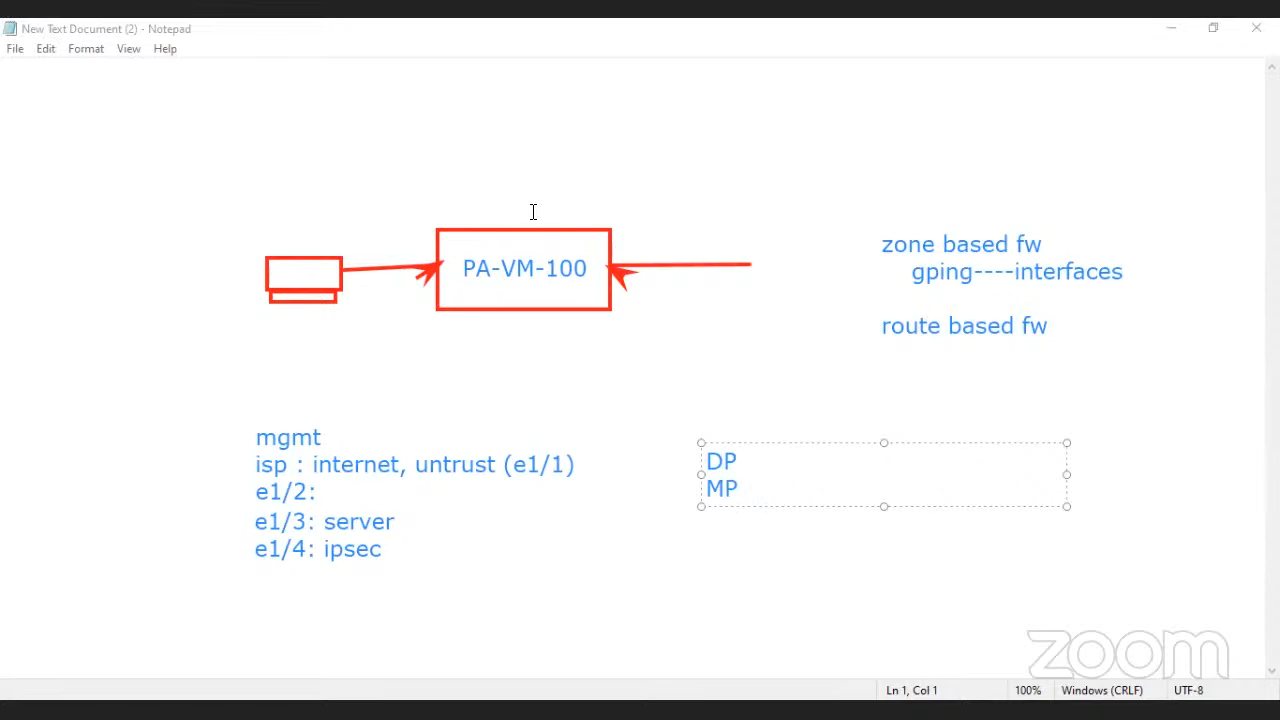 New Text Document (2) - Notepad
File Edit Format View Help
PA-VM-100
zone based fw
gping----interfaces
route based fw
mgmt
isp : internet, untrust (e1/1)
e1/2:
e1/3: server
e1/4: ipsec
DP
MP
zoom
Ln 1, Col 1 100% Windows (CRLF) UTF-8